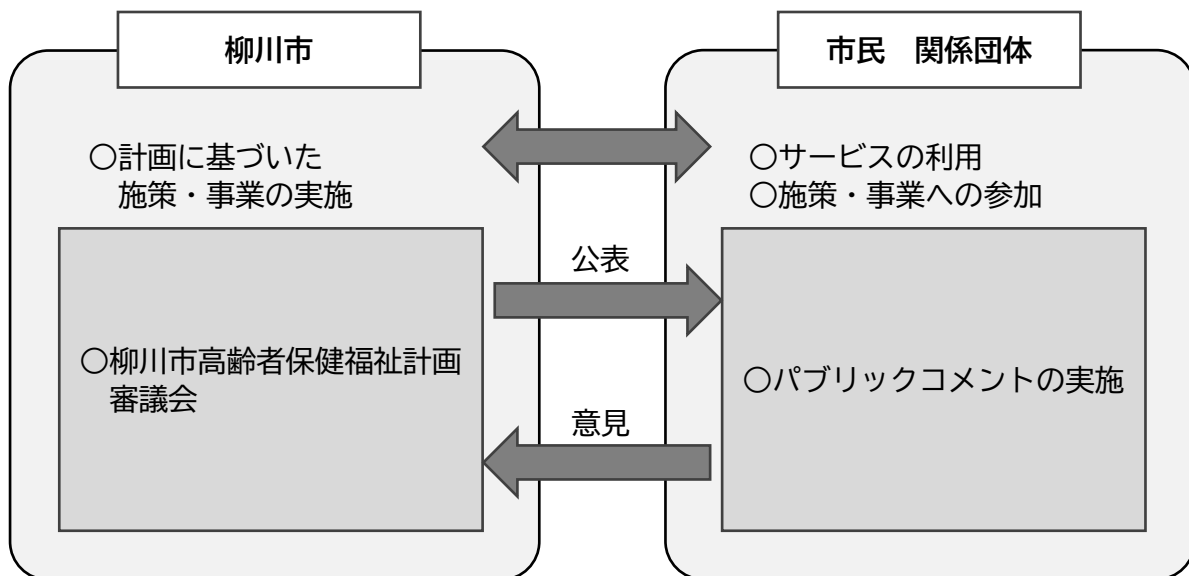 柳川市
○計画に基づいた
施策・事業の実施
○柳川市高齢者保健福祉計画
審議会
公表
意見
市民　関係団体
○サービスの利用
○施策・事業への参加
○パブリックコメントの実施